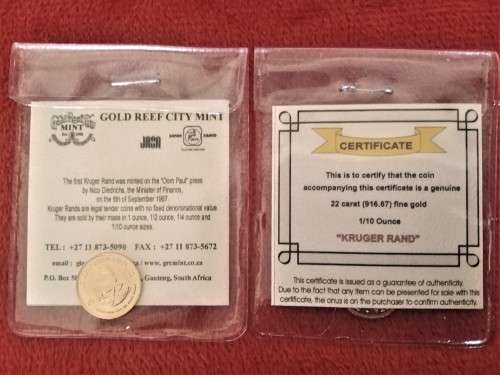 GOLD REEF CITY MINT
MINT
The first Kruger Rand was minted on the "Oom Paul" press
by Nico Diedrichs, the Minister of Finance,
on the 6th of September 1967
Kruger Rands are legal tender coins with no fixed denominational value
They are sold by their mass in 1 ounce, 1/2 ounce, 1/4 ounce and
1/10 ounce sizes.
TEL : +27 11 873-5090 FAX : +27 11 873-5672
email : www.grcmint.co.za
P.O. Box Gauteng, South Africa
CERTIFICATE
This is to certify that the coin
accompanying this certificate is a genuine
22 carat (916.67) fine gold
1/10 Ounce
"KRUGER RAND"
This certificate is issued as a guarantee of authenticity.
Due to the fact that any item can be presented for sale with this
certificate, the onus is on the purchaser to confirm authenticity.